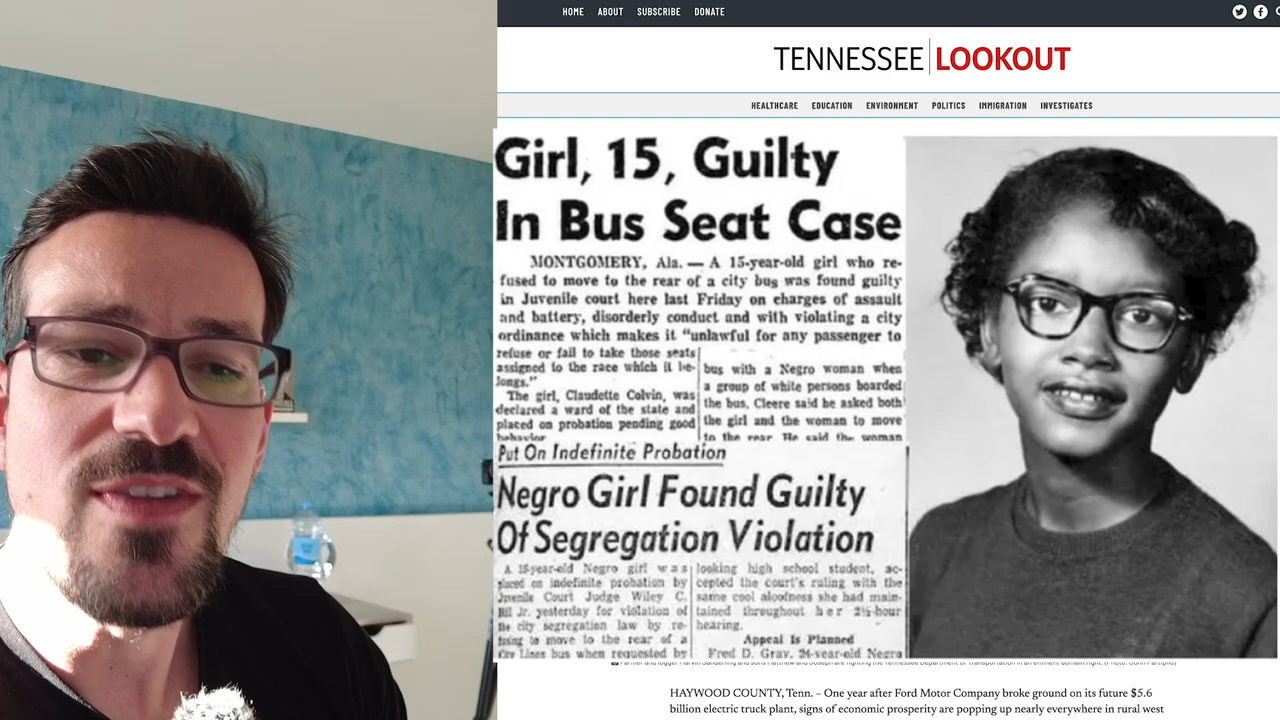 HOME ABOUT SUBSCRIBE DONATE
TENNESSEE LOOKOUT
HEALTHCARE EDUCATION ENVIRONMENT POLITICS IMMIGRATION INVESTIGATES
Girl, 15, Guilty
In Bus Seat Case
MONTGOMERY, Ala. — A 15-year-old girl who re-
fused to move to the rear of a city bus was found guilty
in Juvenile court here last Friday on charges of assault
and battery, disorderly conduct and with violating a city
ordinance which makes it "unlawful for any passenger to
refuse or fail to take those seats
assigned to the race which it be-
longs."
The girl, Claudette Colvin, was
declared a ward of the state and
placed on probation pending good
behavior
bus with a Negro woman when
a group of white persons boarded
the bus. Cleere said he asked both
the girl and the woman to move
to the rear. He said the woman
Put On Indefinite Probation
Negro Girl Found Guilty
Of Segregation Violation
A 15-year-old Negro girl was
placed on indefinite probation by
Juvenile Court Judge Wiley C.
Hill Jr. yesterday for violation of
the city segregation law by re-
fusing to move to the rear of a
City Lines bus when requested by
looking high school student, ac-
cepted the court's ruling with the
same cool aloofness she had main-
tained throughout her 2½-hour
hearing.
Appeal Is Planned
Fred D. Gray, 24-year-old Negro
HAYWOOD COUNTY, Tenn. – One year after Ford Motor Company broke ground on its future $5.6
billion electric truck plant, signs of economic prosperity are popping up nearly everywhere in rural west